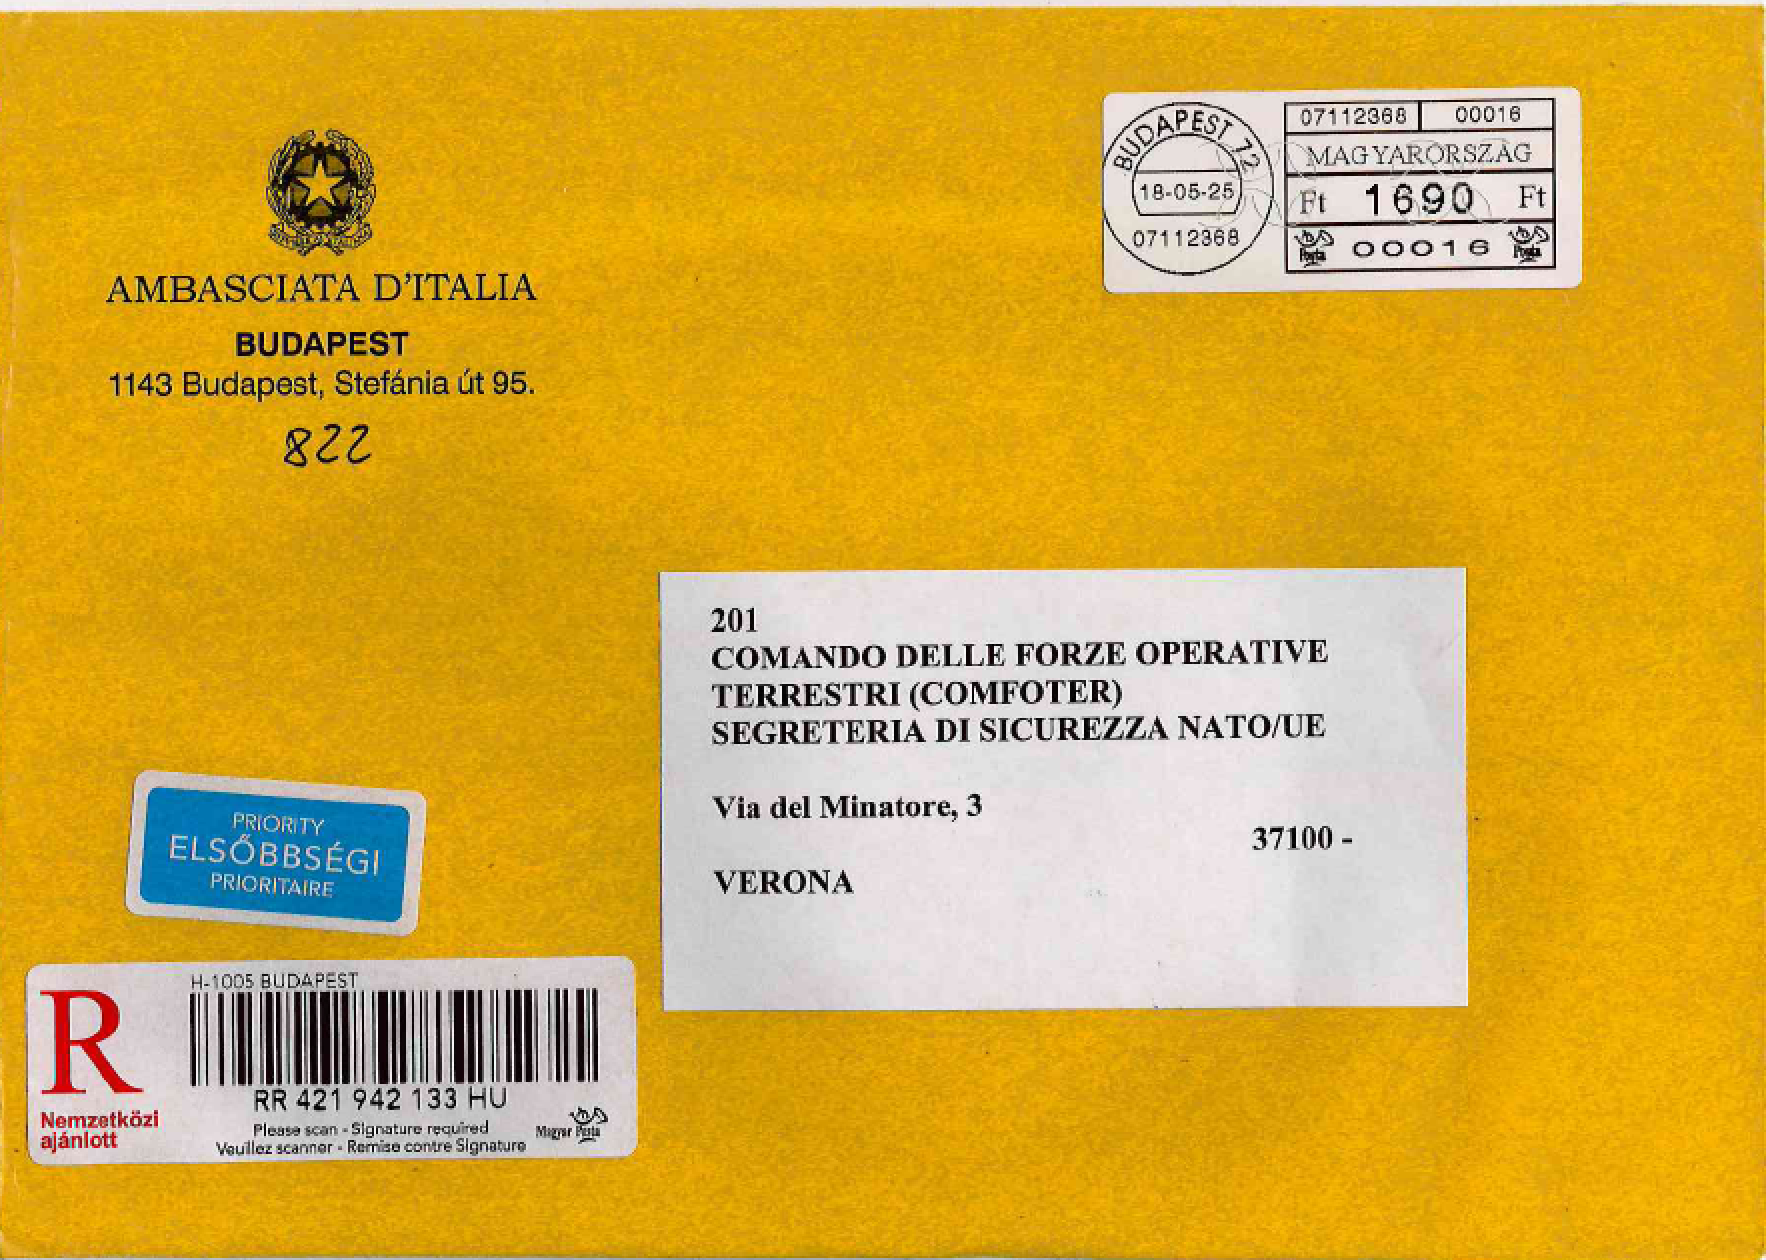 AMBASCIATA D'ITALIA
BUDAPEST
1143 Budapest, Stefánia út 95.
822
BUDAPEST 72
18-05-25
07112368
07112368 00016
MAGYARORSZÁG
Ft 1690 Ft
Posta 00016 Posta
201
COMANDO DELLE FORZE OPERATIVE
TERRESTRI (COMFOTER)
SEGRETERIA DI SICUREZZA NATO/UE
Via del Minatore, 3
37100 -
VERONA
PRIORITY
ELSŐBBSÉGI
PRIORITAIRE
H-1005 BUDAPEST
R
RR 421 942 133 HU
Nemzetközi
ajánlott
Please scan - Signature required
Veuillez scanner - Remise contre Signature
Magyar Posta